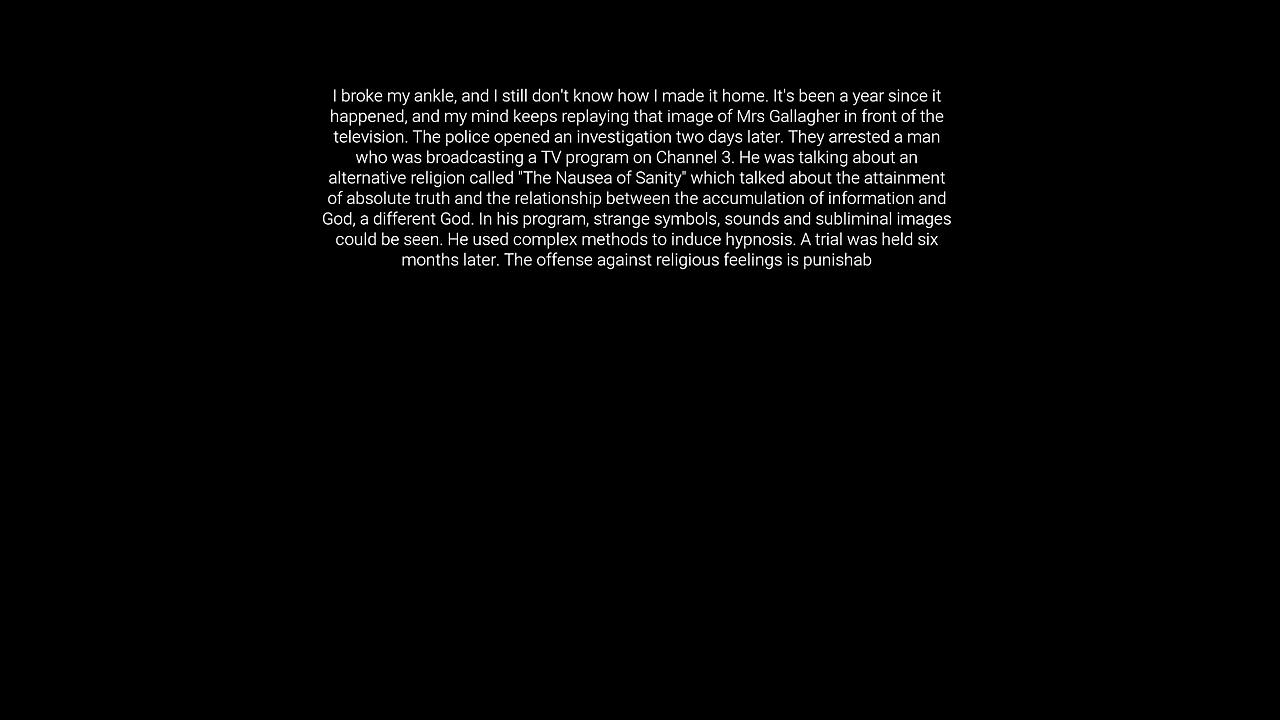 I broke my ankle, and I still don't know how I made it home. It's been a year since it
happened, and my mind keeps replaying that image of Mrs Gallagher in front of the
television. The police opened an investigation two days later. They arrested a man
who was broadcasting a TV program on Channel 3. He was talking about an
alternative religion called "The Nausea of Sanity" which talked about the attainment
of absolute truth and the relationship between the accumulation of information and
God, a different God. In his program, strange symbols, sounds and subliminal images
could be seen. He used complex methods to induce hypnosis. A trial was held six
months later. The offense against religious feelings is punishab